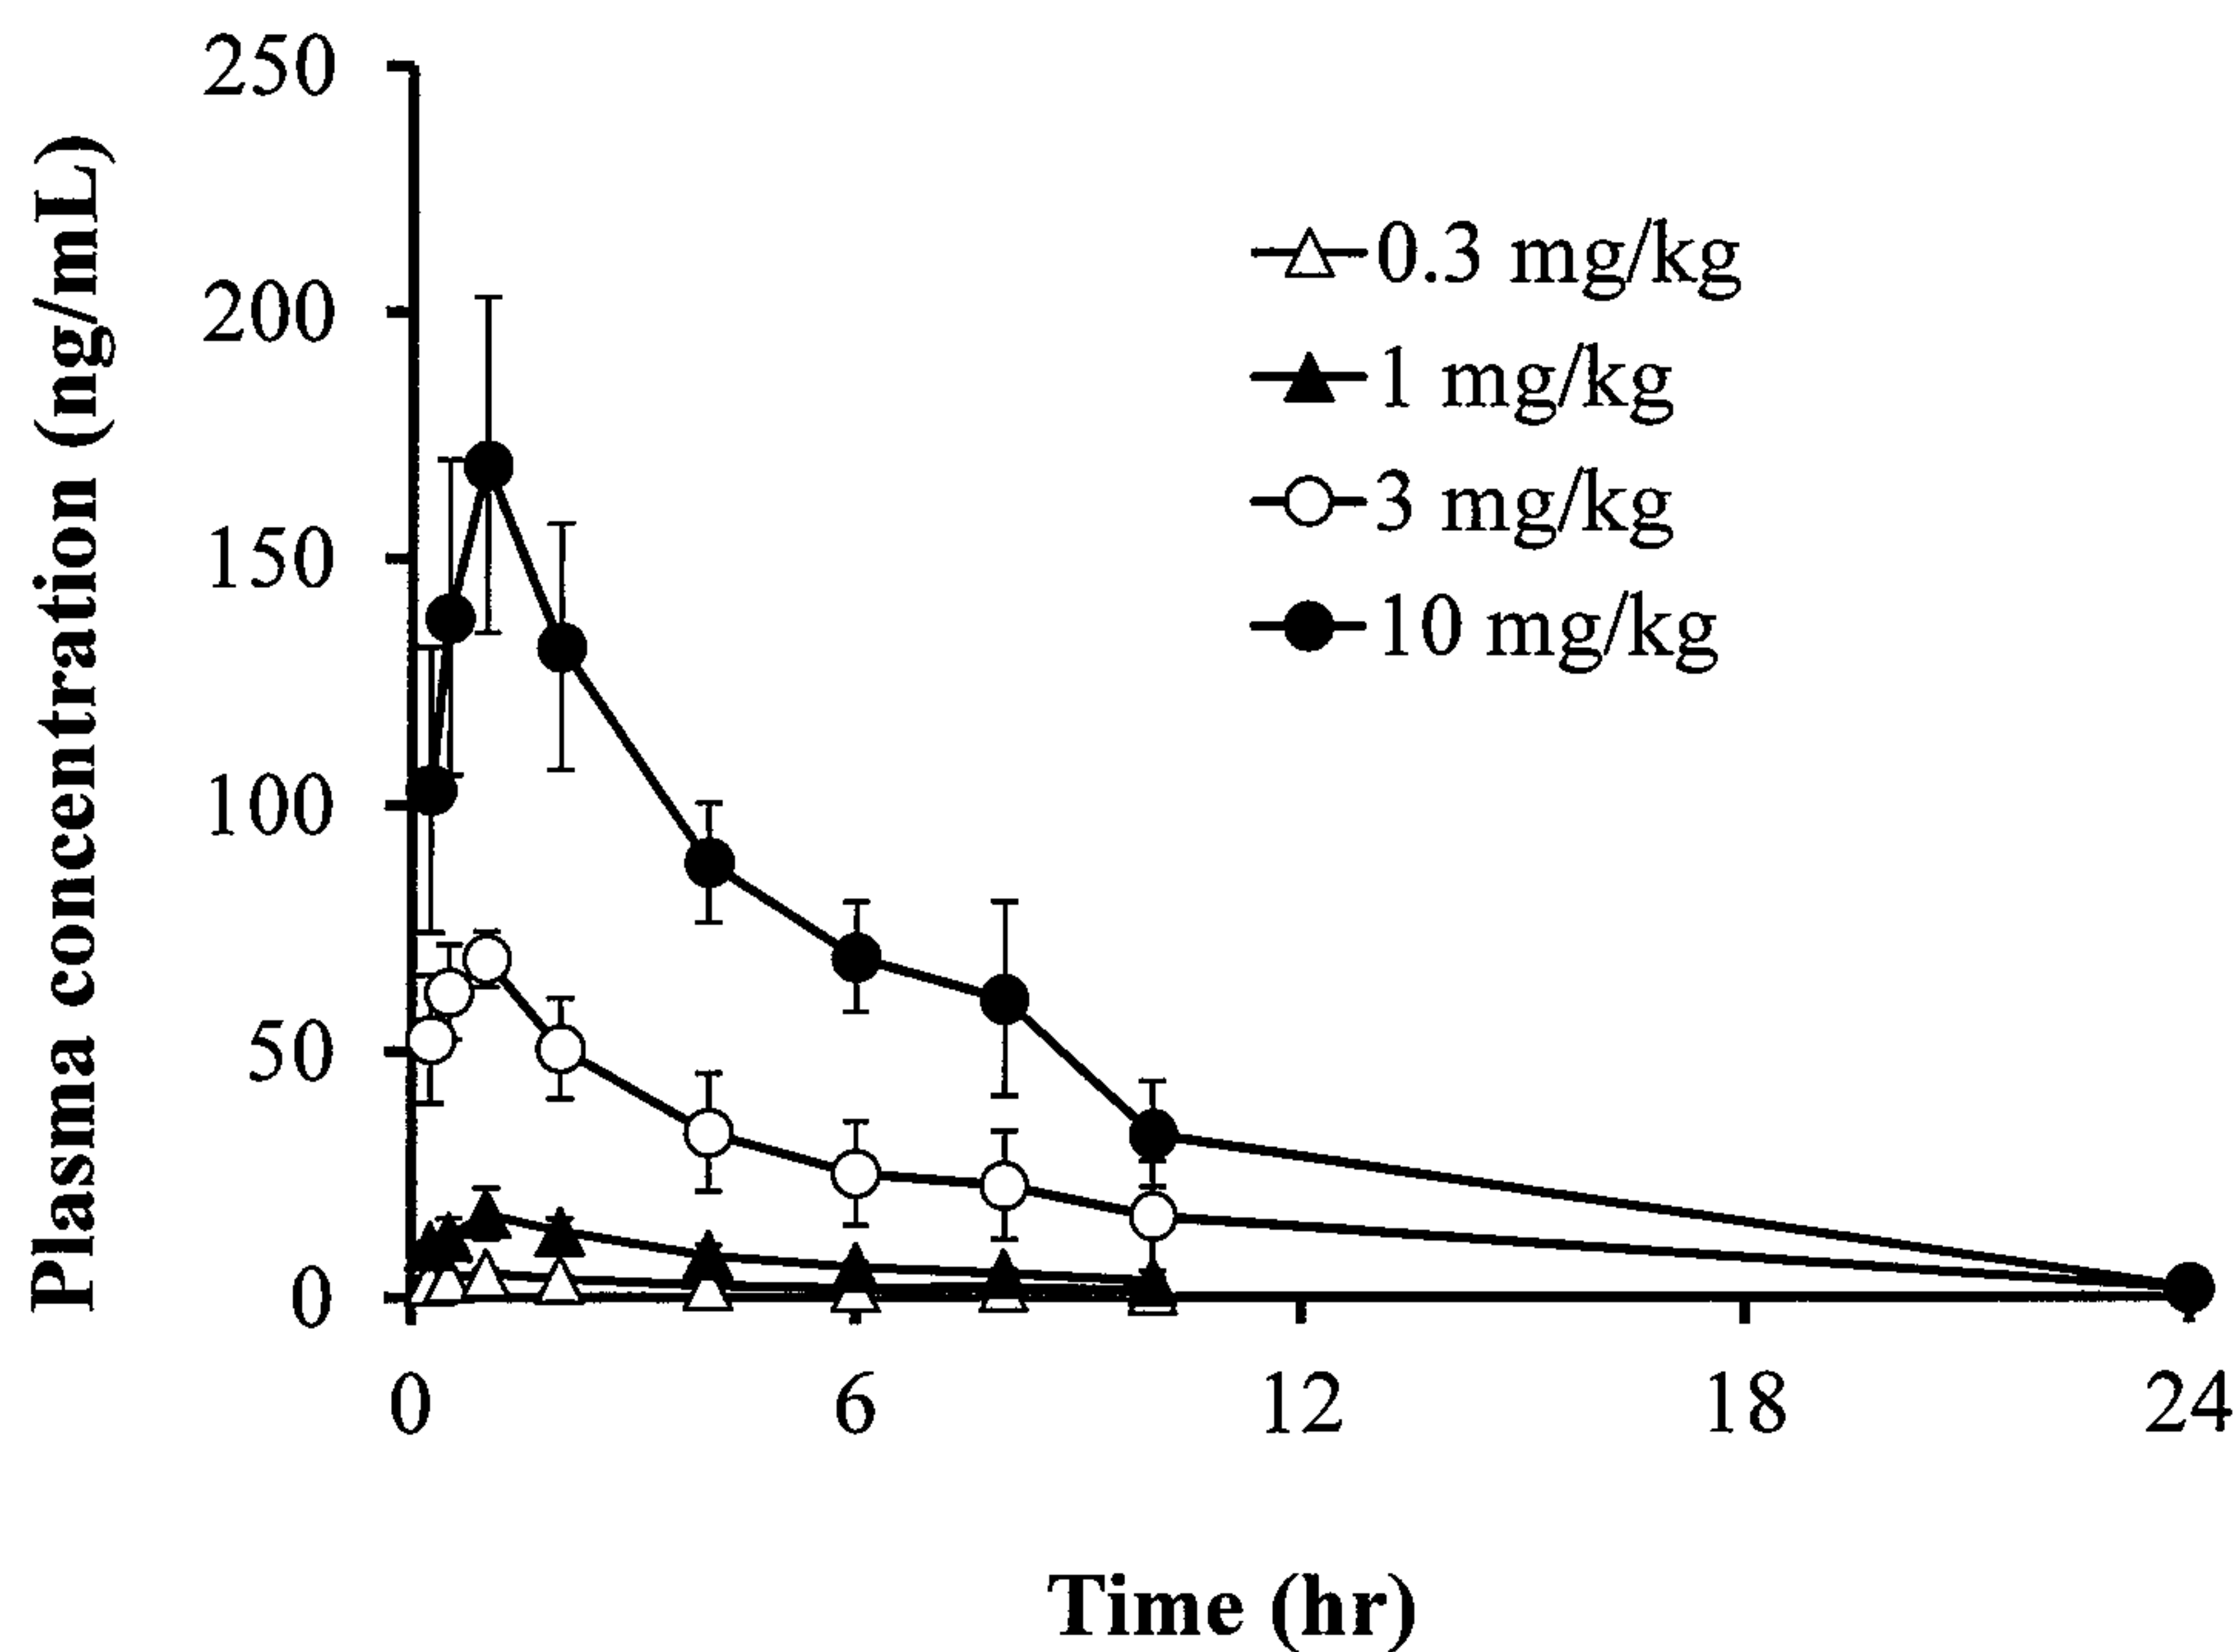 Plasma concentration (ng/mL)
250
200
150
100
50
0
0.3 mg/kg
1 mg/kg
3 mg/kg
10 mg/kg
0 6 12 18 24
Time (hr)